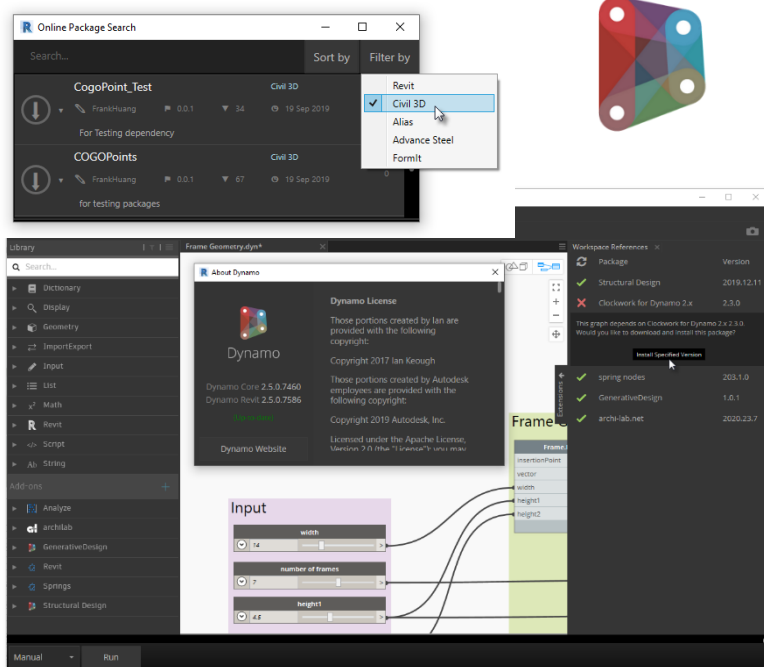 Online Package Search
Search...
Sort by
Filter by
Revit
Civil 3D
Alias
Advance Steel
FormIt
CogoPoint_Test
Civil 3D
FrankHuang
0.0.1
34
19 Sep 2019
For Testing dependency
COGOPoints
Civil 3D
FrankHuang
0.0.1
67
19 Sep 2019
0
for testing packages
Library
Search...
Dictionary
Display
Geometry
ImportExport
Input
List
Math
Revit
Script
String
Add-ons
Analyze
archilab
GenerativeDesign
Revit
Springs
Structural Design
Manual
Run
Frame Geometry.dyn*
About Dynamo
Dynamo
Dynamo Core 2.5.0.7460
Dynamo Revit 2.5.0.7586
Dynamo Website
Dynamo License
Those portions created by Ian are
provided with the following
copyright:
Copyright 2017 Ian Keough
Those portions created by Autodesk
employees are provided with the
following copyright:
Copyright 2019 Autodesk, Inc.
Licensed under the Apache License,
Version 2.0 (the "License"); you may
Input
width
14
number of frames
7
height1
4.5
Frame
insertionPoint
vector
width
height1
height2
Extensions
Workspace References
Package
Version
Structural Design
2019.12.11
Clockwork for Dynamo 2.x
2.3.0
This graph depends on Clockwork for Dynamo 2.x 2.3.0.
Would you like to download and install this package?
Install Specified Version
spring nodes
203.1.0
GenerativeDesign
1.0.1
archi-lab.net
2020.23.7